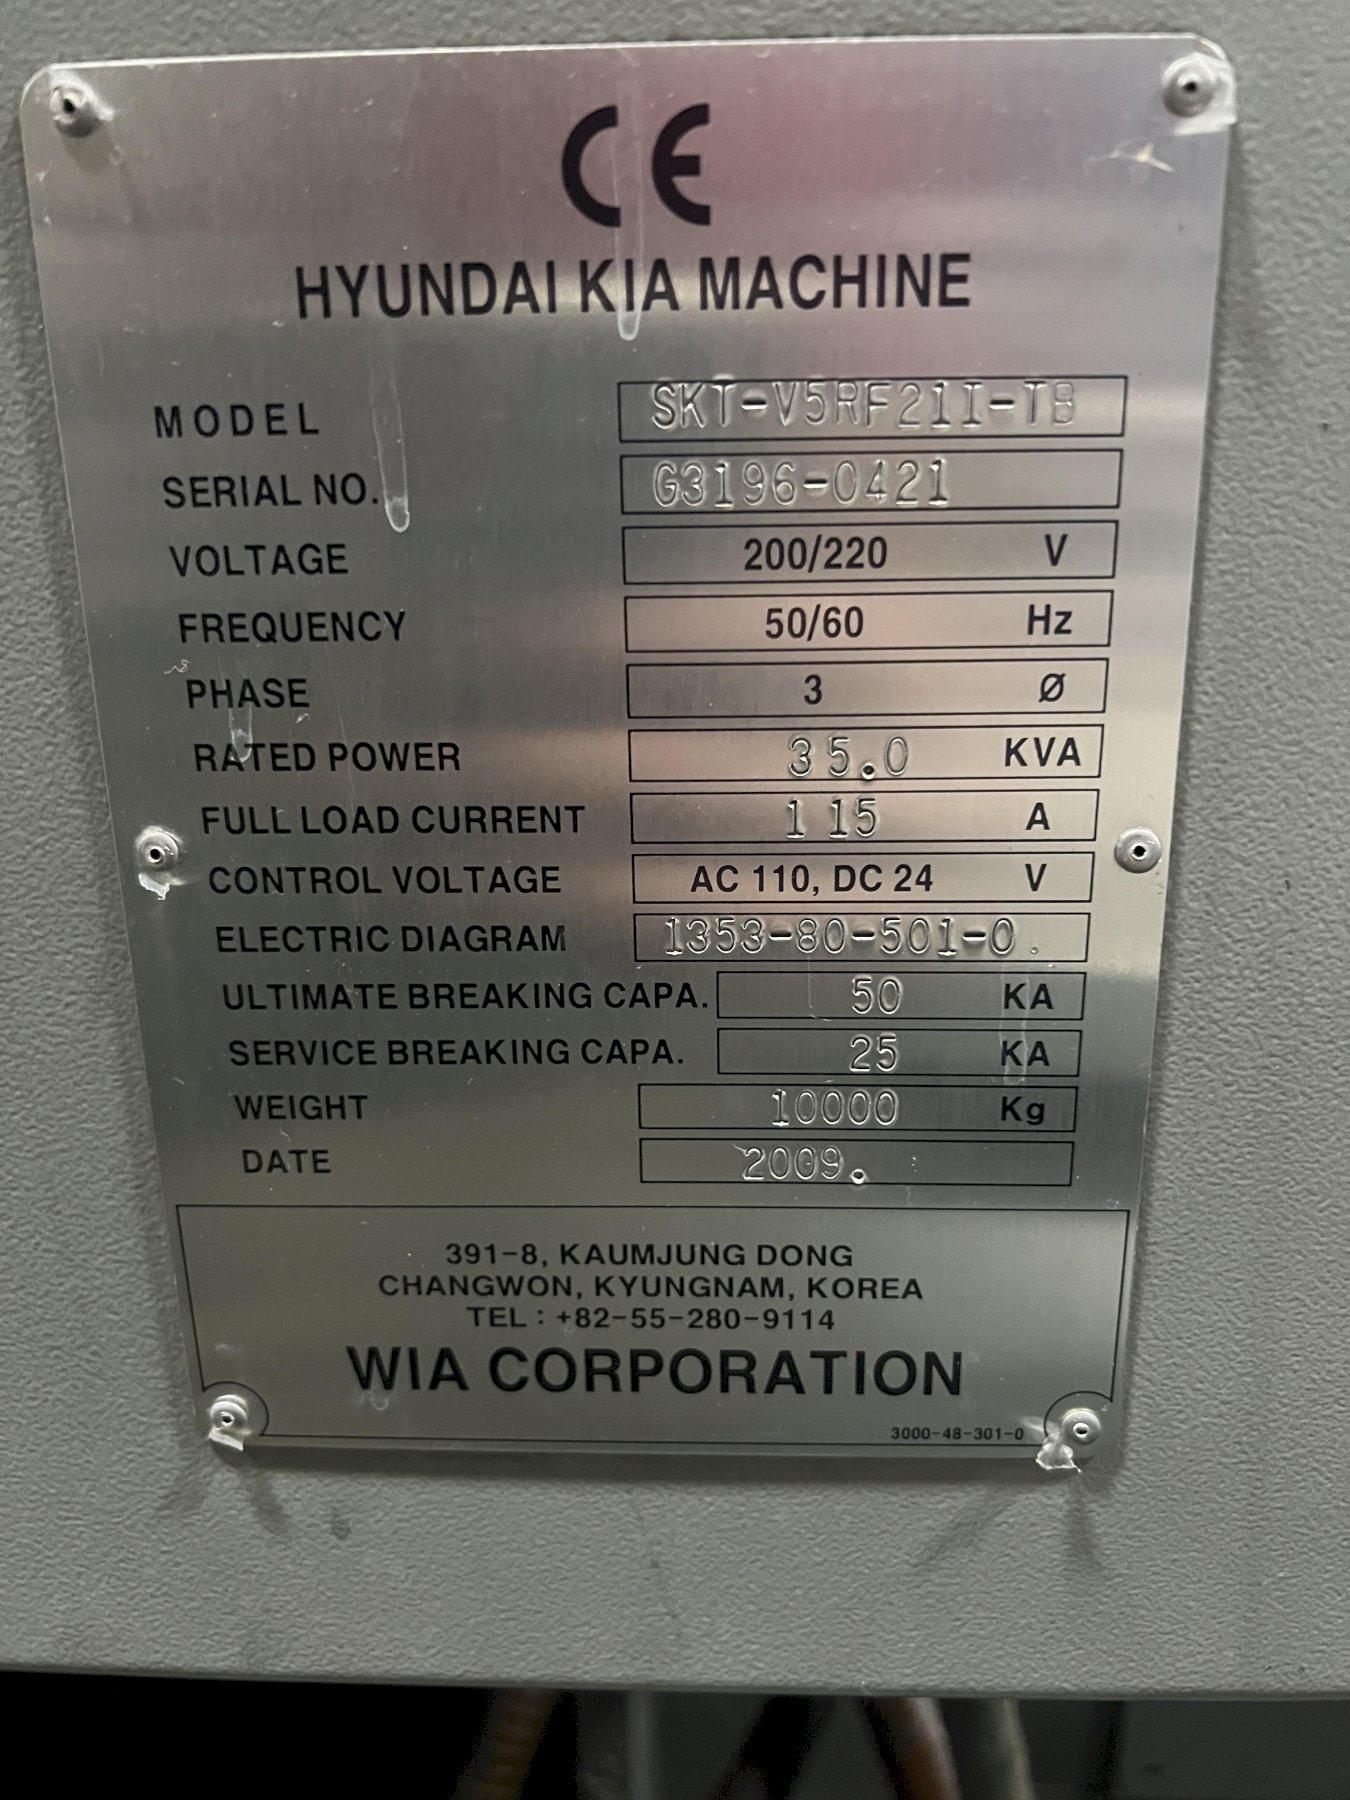 CE
HYUNDAI KIA MACHINE
MODEL SKT-V5RF21I-TB
SERIAL NO. G3196-0421
VOLTAGE 200/220 V
FREQUENCY 50/60 Hz
PHASE 3 Ø
RATED POWER 35.0 KVA
FULL LOAD CURRENT 115 A
CONTROL VOLTAGE AC 110, DC 24 V
ELECTRIC DIAGRAM 1353-80-501-0
ULTIMATE BREAKING CAPA. 50 KA
SERVICE BREAKING CAPA. 25 KA
WEIGHT 10000 Kg
DATE 2009.
391-8, KAUMJUNG DONG
CHANGWON, KYUNGNAM, KOREA
TEL : +82-55-280-9114
WIA CORPORATION
3000-48-301-0